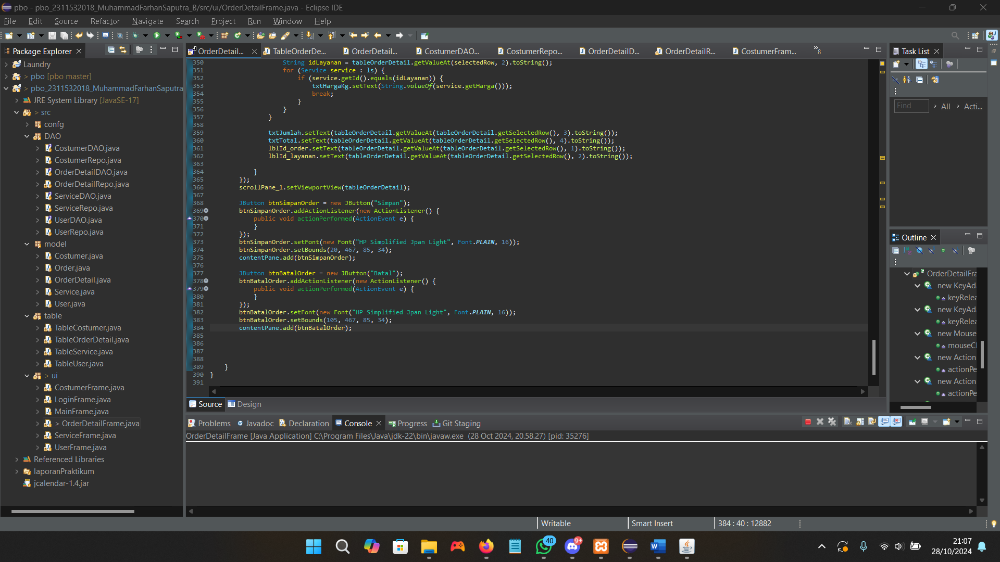 pbo - pbo_2311532018_MuhammadFarhanSaputra_B/src/ui/OrderDetailFrame.java - Eclipse IDE
File Edit Source Refactor Navigate Search Project Run Window Help
Package Explorer
Laundry
> pbo [pbo master]
> pbo_2311532018_MuhammadFarhanSaputra
JRE System Library [JavaSE-17]
> src
confg
DAO
CostumerDAO.java
CostumerRepo.java
OrderDetailDAO.java
OrderDetailRepo.java
ServiceDAO.java
ServiceRepo.java
UserDAO.java
UserRepo.java
model
Costumer.java
Order.java
OrderDetail.java
Service.java
User.java
table
TableCostumer.java
TableOrderDetail.java
TableService.java
TableUser.java
> ui
CostumerFrame.java
LoginFrame.java
MainFrame.java
> OrderDetailFrame.java
ServiceFrame.java
UserFrame.java
Referenced Libraries
laporanPraktikum
jcalendar-1.4.jar
OrderDetail... TableOrderDe... OrderDetail... CostumerDAO... CostumerRepo... OrderDetailD... OrderDetailR... CostumerFram... »8
350 String idLayanan = tableOrderDetail.getValueAt(selectedRow, 2).toString();
351 for (Service service : ls) {
352 if (service.getId().equals(idLayanan)) {
353 txtHargaKg.setText(String.valueOf(service.getHarga()));
354 break;
355 }
356 }
357 }
358
359 txtJumlah.setText(tableOrderDetail.getValueAt(tableOrderDetail.getSelectedRow(), 3).toString());
360 txtTotal.setText(tableOrderDetail.getValueAt(tableOrderDetail.getSelectedRow(), 4).toString());
361 lblId_order.setText(tableOrderDetail.getValueAt(tableOrderDetail.getSelectedRow(), 1).toString());
362 lblId_layanan.setText(tableOrderDetail.getValueAt(tableOrderDetail.getSelectedRow(), 2).toString());
363
364 }
365 });
366 scrollPane_1.setViewportView(tableOrderDetail);
367
368 JButton btnSimpanOrder = new JButton("Simpan");
369 btnSimpanOrder.addActionListener(new ActionListener() {
370 public void actionPerformed(ActionEvent e) {
371 }
372 });
373 btnSimpanOrder.setFont(new Font("HP Simplified Jpan Light", Font.PLAIN, 16));
374 btnSimpanOrder.setBounds(20, 467, 85, 34);
375 contentPane.add(btnSimpanOrder);
376
377 JButton btnBatalOrder = new JButton("Batal");
378 btnBatalOrder.addActionListener(new ActionListener() {
379 public void actionPerformed(ActionEvent e) {
380 }
381 });
382 btnBatalOrder.setFont(new Font("HP Simplified Jpan Light", Font.PLAIN, 16));
383 btnBatalOrder.setBounds(105, 467, 85, 34);
384 contentPane.add(btnBatalOrder);
385
386
387
388
389 }
390 }
391
Source Design
Problems Javadoc Declaration Console Progress Git Staging
OrderDetailFrame [Java Application] C:\Program Files\Java\jdk-22\bin\javaw.exe (28 Oct 2024, 20.58.27) [pid: 35276]
Task List
Find All Acti...
Outline
OrderDetailFra
new KeyAd
keyRelea
new KeyAd
keyRelea
new Mouse
mouseCl
new Action
actionPe
new Action
actionPe
Writable Smart Insert 384 : 40 : 12882
40
9+
21:07
28/10/2024